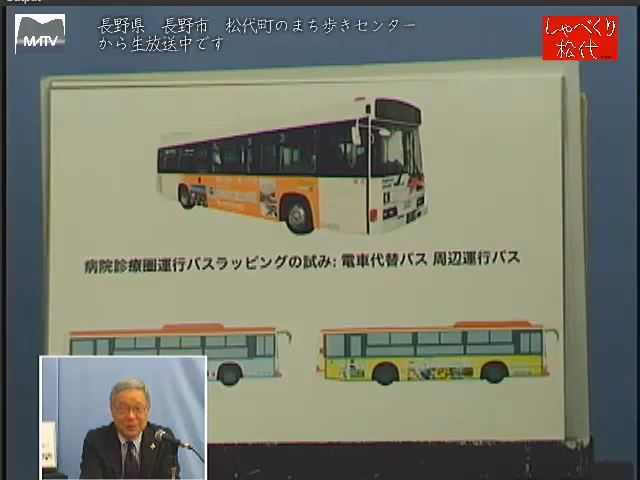 MATV
長野県 長野市 松代町のまち歩きセンター
から生放送中です
しゃべくり
松代
病院診療圏運行バスラッピングの試み: 電車代替バス 周辺運行バス